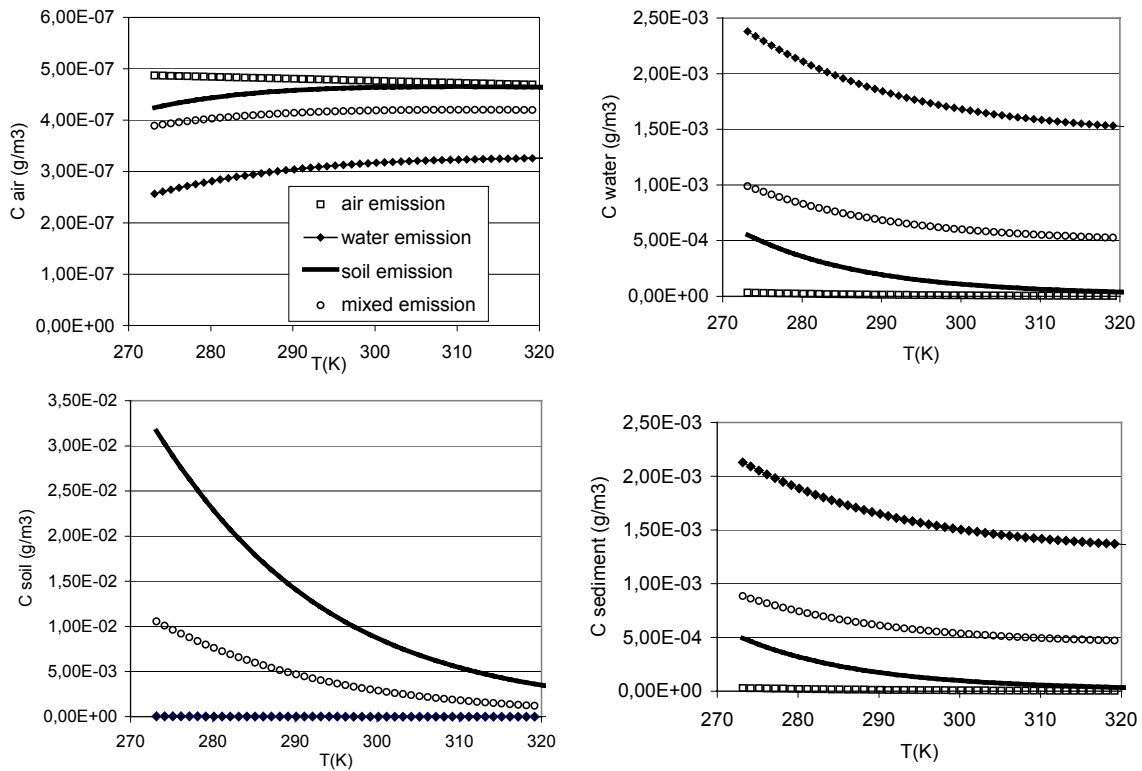 C air (g/m3)
6,00E-07
5,00E-07
4,00E-07
3,00E-07
2,00E-07
1,00E-07
0,00E+00
270 280 290 300 310 320
T(K)
air emission
water emission
soil emission
mixed emission
C water (g/m3)
2,50E-03
2,00E-03
1,50E-03
1,00E-03
5,00E-04
0,00E+00
270 280 290 300 310 320
T(K)
C soil (g/m3)
3,50E-02
3,00E-02
2,50E-02
2,00E-02
1,50E-02
1,00E-02
5,00E-03
0,00E+00
270 280 290 300 310 320
T(K)
C sediment (g/m3)
2,50E-03
2,00E-03
1,50E-03
1,00E-03
5,00E-04
0,00E+00
270 280 290 300 310 320
T(K)